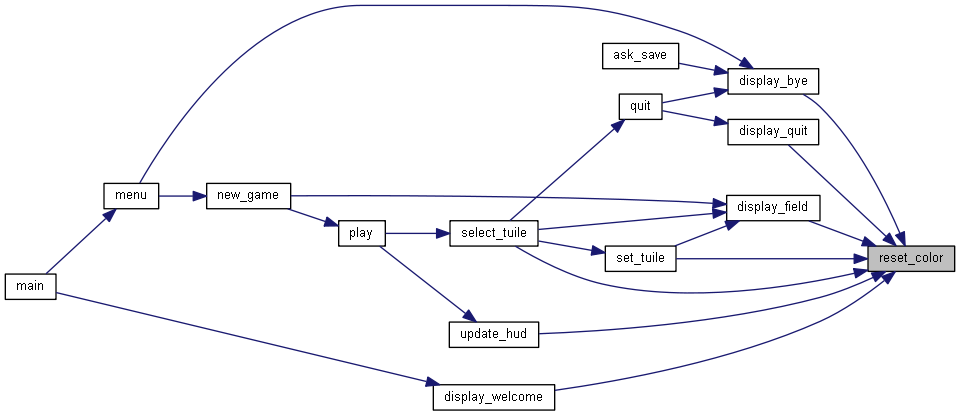 ask_save
display_bye
quit
display_quit
menu
new_game
display_field
play
select_tuile
set_tuile
reset_color
main
update_hud
display_welcome